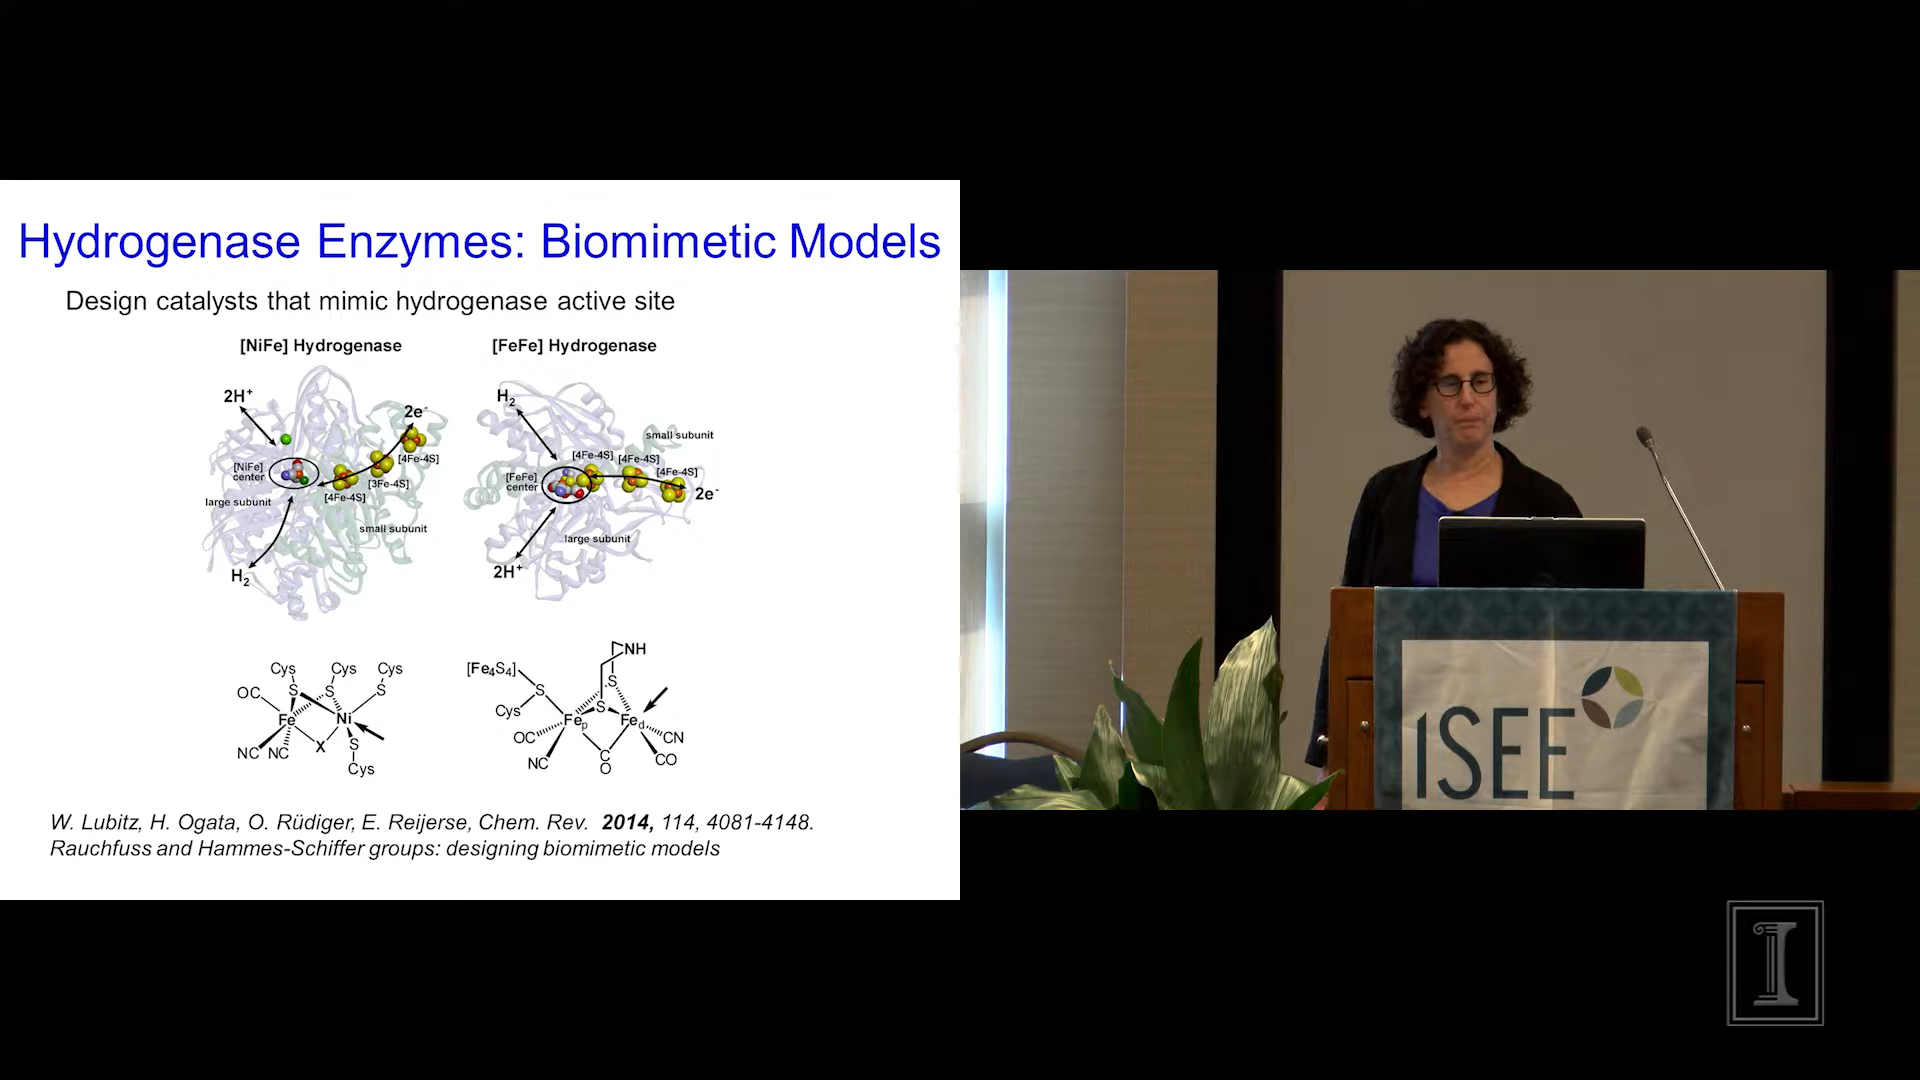 Hydrogenase Enzymes: Biomimetic Models
Design catalysts that mimic hydrogenase active site
[NiFe] Hydrogenase
[FeFe] Hydrogenase
2H+
2e-
[4Fe-4S]
[NiFe]
center
[3Fe-4S]
[4Fe-4S]
large subunit
small subunit
H2
H2
small subunit
[4Fe-4S]
[4Fe-4S]
[4Fe-4S]
[FeFe]
center
2e-
large subunit
2H+
Cys
Cys
Cys
S
S
S
OC
Fe
Ni
NC
NC
X
S
Cys
NH
[Fe4S4]
S
S
Cys
S
Fep
Fed
OC
CN
NC
C
O
CO
W. Lubitz, H. Ogata, O. Rüdiger, E. Reijerse, Chem. Rev. 2014, 114, 4081-4148.
Rauchfuss and Hammes-Schiffer groups: designing biomimetic models
iSEE
I